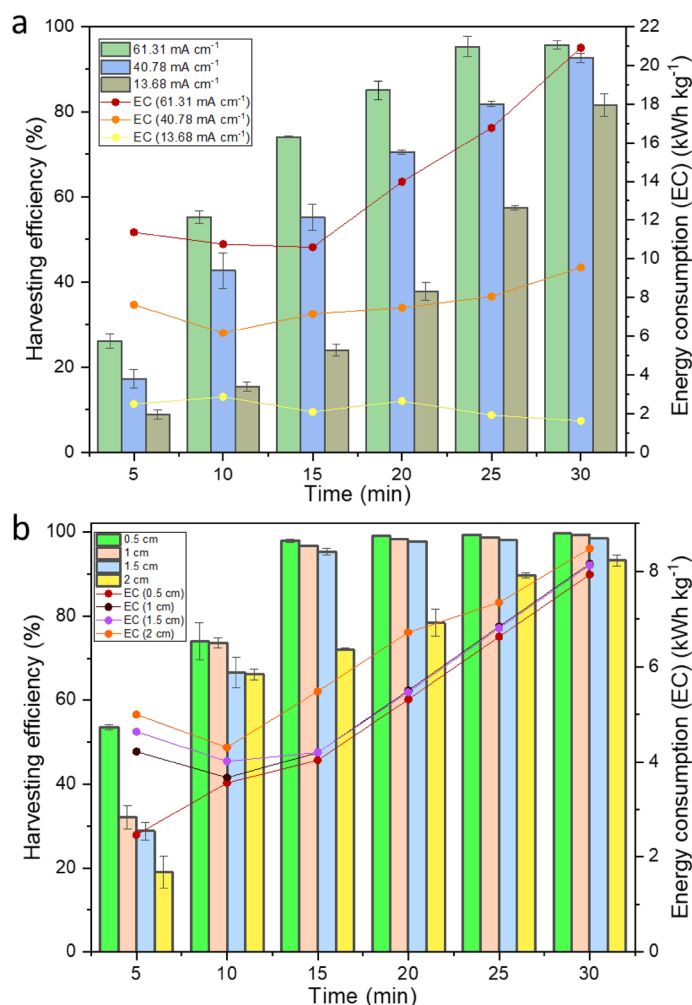 a
61.31 mA cm⁻¹
40.78 mA cm⁻¹
13.68 mA cm⁻¹
EC (61.31 mA cm⁻¹)
EC (40.78 mA cm⁻¹)
EC (13.68 mA cm⁻¹)
Harvesting efficiency (%)
100
80
60
40
20
0
Energy consumption (EC) (kWh kg⁻¹)
22
20
18
16
14
12
10
8
6
4
2
0
5 10 15 20 25 30
Time (min)
b
0.5 cm
1 cm
1.5 cm
2 cm
EC (0.5 cm)
EC (1 cm)
EC (1.5 cm)
EC (2 cm)
Harvesting efficiency (%)
100
80
60
40
20
0
Energy consumption (EC) (kWh kg⁻¹)
8
6
4
2
0
5 10 15 20 25 30
Time (min)